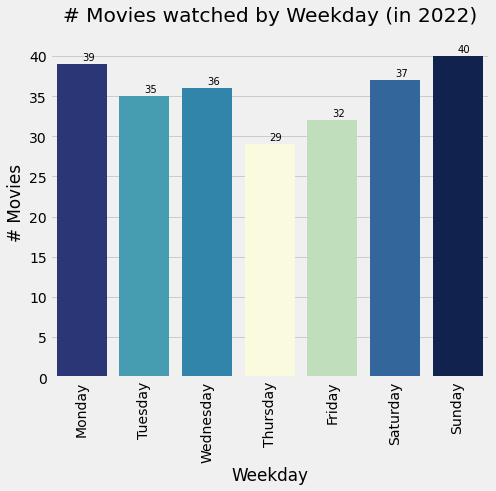 # Movies watched by Weekday (in 2022)
40
35
30
25
20
15
10
5
0
# Movies
39
35
36
29
32
37
40
Monday
Tuesday
Wednesday
Thursday
Friday
Saturday
Sunday
Weekday